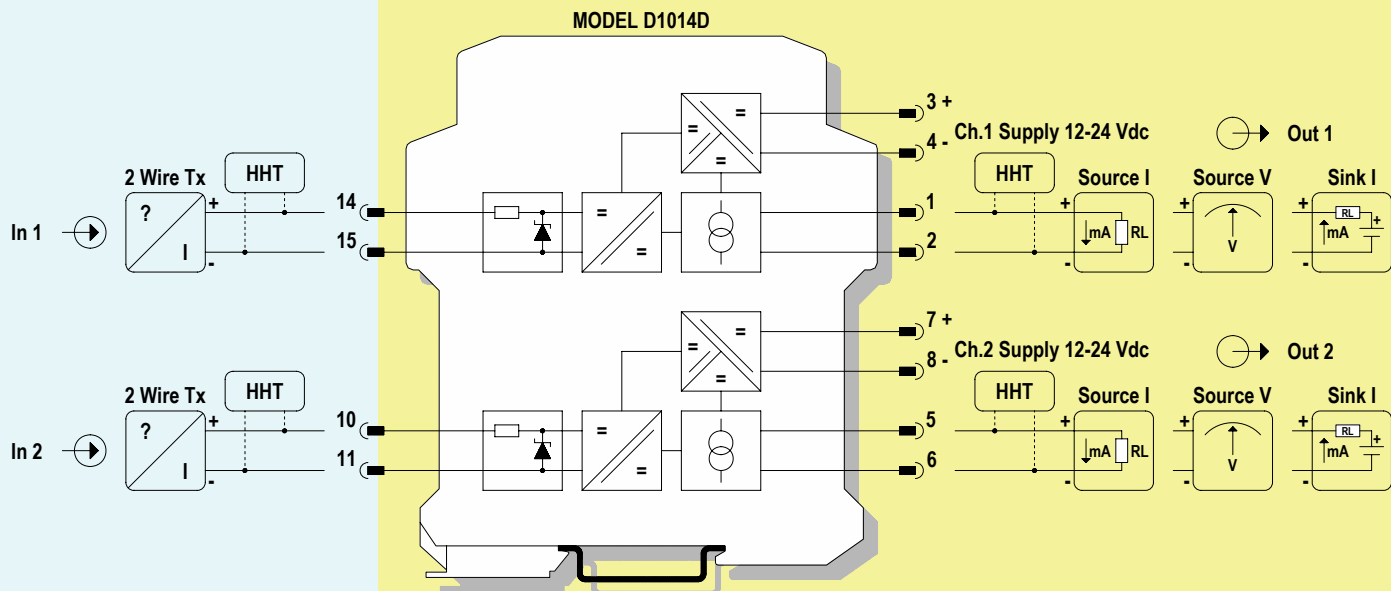 MODEL D1014D
3 +
Ch.1 Supply 12-24 Vdc
4 -
Out 1
2 Wire Tx
HHT
HHT
Source I
Source V
Sink I
In 1
?
I
+
-
14
15
=
=
=
=
=
1
2
+
-
mA
RL
+
-
V
+
-
RL
mA
+
7 +
Ch.2 Supply 12-24 Vdc
8 -
Out 2
2 Wire Tx
HHT
HHT
Source I
Source V
Sink I
In 2
?
I
+
-
10
11
=
=
=
=
=
5
6
+
-
mA
RL
+
-
V
+
-
RL
mA
+